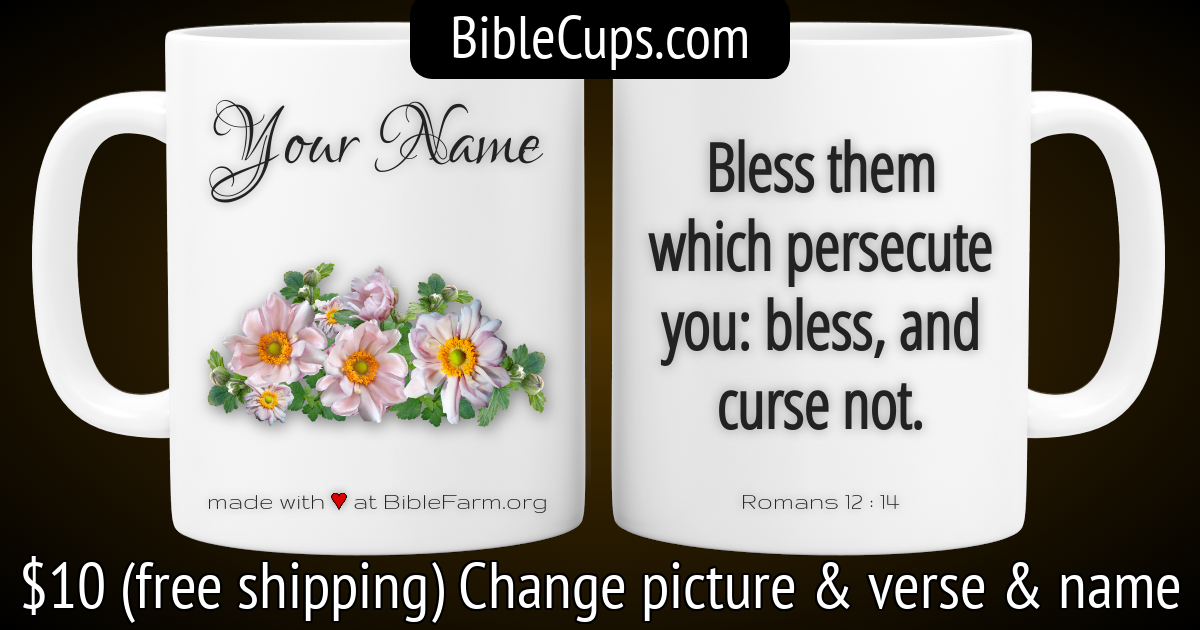 BibleCups.com
Your Name
made with ♥ at BibleFarm.org
Bless them
which persecute
you: bless, and
curse not.
Romans 12 : 14
$10 (free shipping) Change picture & verse & name